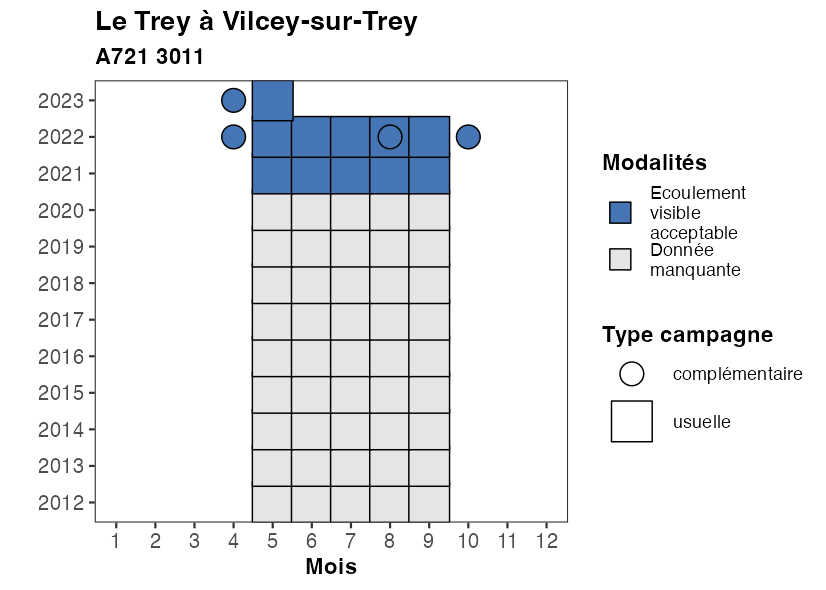 Le Trey à Vilcey-sur-Trey
A721 3011
2023
2022
2021
2020
2019
2018
2017
2016
2015
2014
2013
2012
1 2 3 4 5 6 7 8 9 10 11 12
Mois
Modalités
Ecoulement
visible
acceptable
Donnée
manquante
Type campagne
complémentaire
usuelle